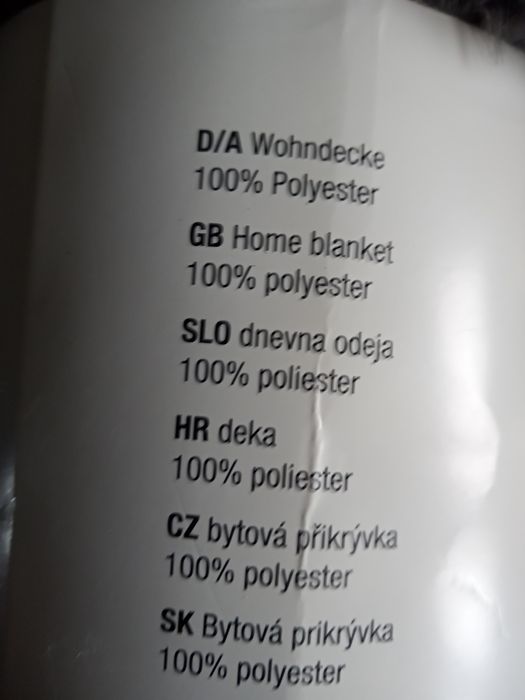 D/A Wohndecke
100% Polyester
GB Home blanket
100% polyester
SLO dnevna odeja
100% poliester
HR deka
100% poliester
CZ bytová přikrývka
100% polyester
SK Bytová prikrývka
100% polyester